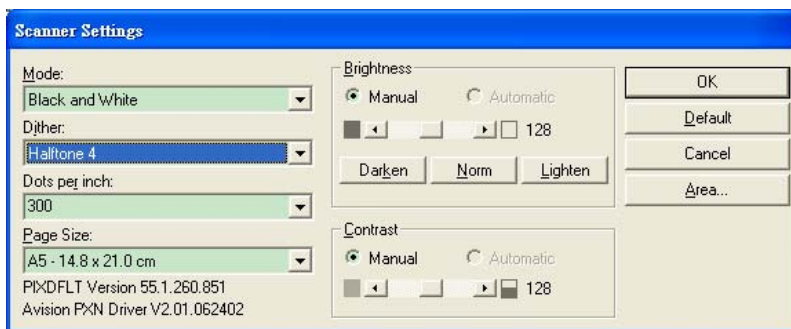 Scanner Settings
Mode:
Black and White
Dither:
Halftone 4
Dots per inch:
300
Page Size:
A5 - 14.8 x 21.0 cm
PIXDFLT Version 55.1.260.851
Avision PXN Driver V2.01.062402
Brightness
Manual
Automatic
128
Darken
Norm
Lighten
Contrast
Manual
Automatic
128
OK
Default
Cancel
Area...